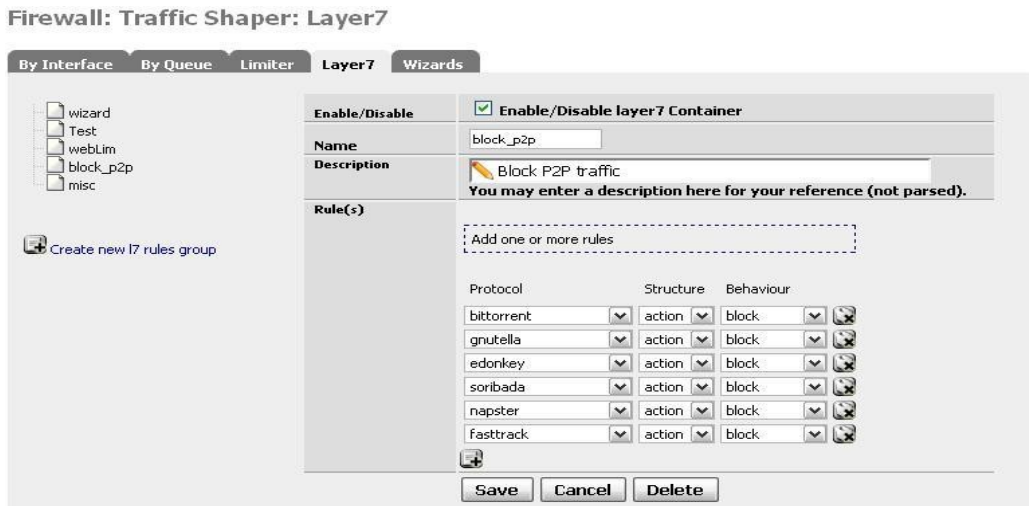 Firewall: Traffic Shaper: Layer7
By Interface By Queue Limiter Layer7 Wizards
wizard
Test
webLim
block_p2p
misc
Create new l7 rules group
Enable/Disable Enable/Disable layer7 Container
Name block_p2p
Description Block P2P traffic
You may enter a description here for your reference (not parsed).
Rule(s)
Add one or more rules
Protocol Structure Behaviour
bittorrent action block
gnutella action block
edonkey action block
soribada action block
napster action block
fasttrack action block
Save Cancel Delete